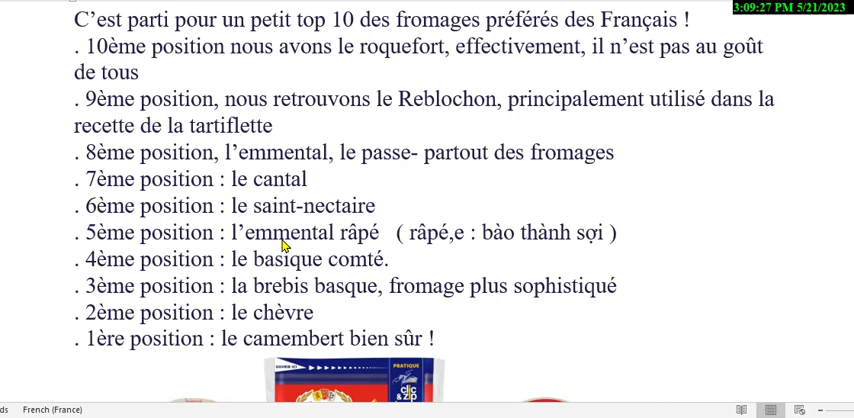 3:09:27 PM 5/21/2023
C’est parti pour un petit top 10 des fromages préférés des Français !
. 10ème position nous avons le roquefort, effectivement, il n’est pas au goût
de tous
. 9ème position, nous retrouvons le Reblochon, principalement utilisé dans la
recette de la tartiflette
. 8ème position, l’emmental, le passe- partout des fromages
. 7ème position : le cantal
. 6ème position : le saint-nectaire
. 5ème position : l’emmental râpé ( râpé,e : bào thành sợi )
. 4ème position : le basique comté.
. 3ème position : la brebis basque, fromage plus sophistiqué
. 2ème position : le chèvre
. 1ère position : le camembert bien sûr !
PRATIQUE
clic
& zip
ds French (France)